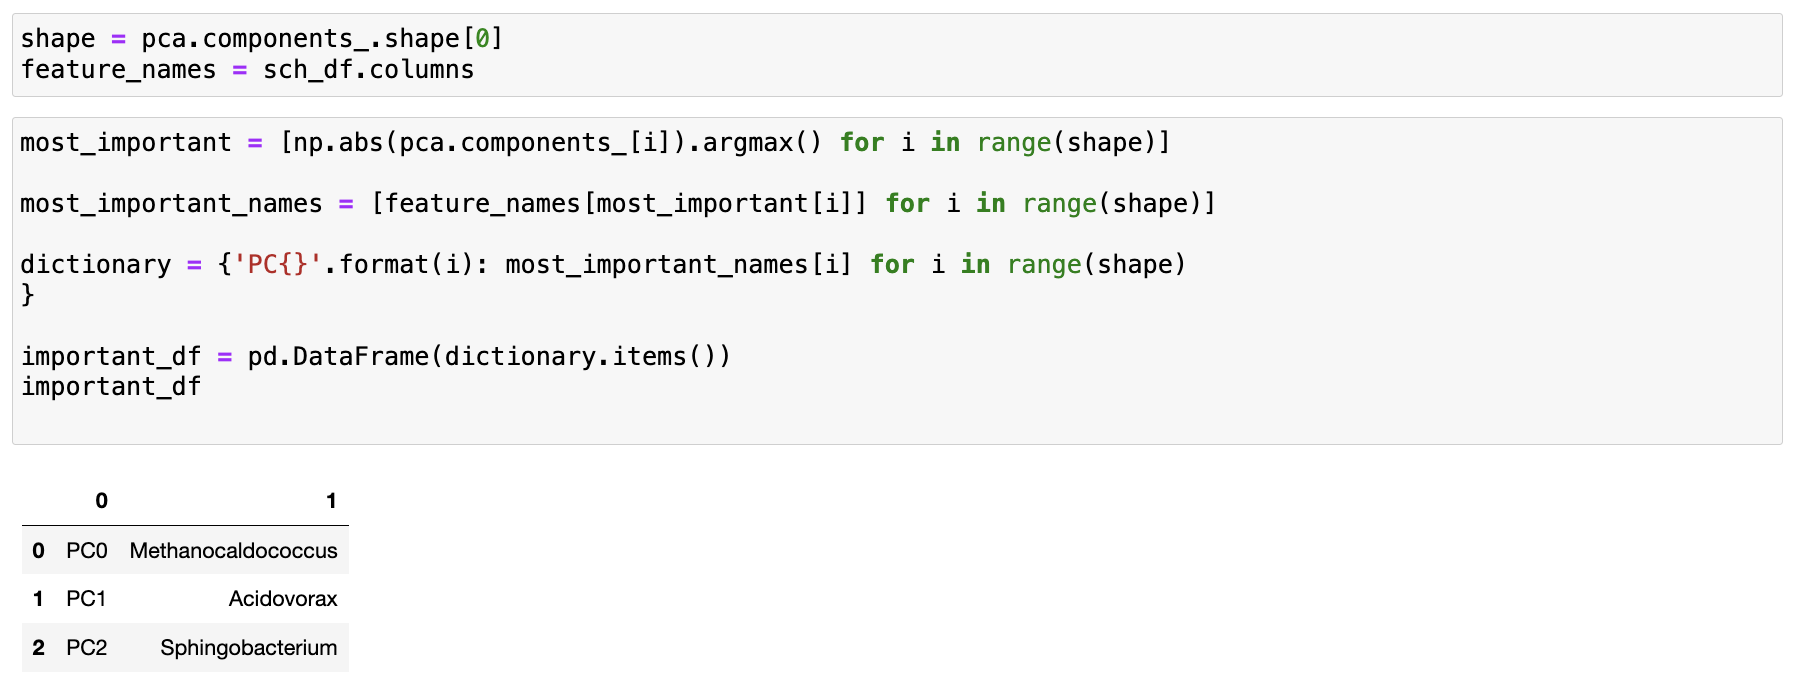 shape = pca.components_.shape[0]
feature_names = sch_df.columns
most_important = [np.abs(pca.components_[i]).argmax() for i in range(shape)]
most_important_names = [feature_names[most_important[i]] for i in range(shape)]
dictionary = {'PC{}'.format(i): most_important_names[i] for i in range(shape)
}
important_df = pd.DataFrame(dictionary.items())
important_df
0 1
0 PC0 Methanocaldococcus
1 PC1 Acidovorax
2 PC2 Sphingobacterium